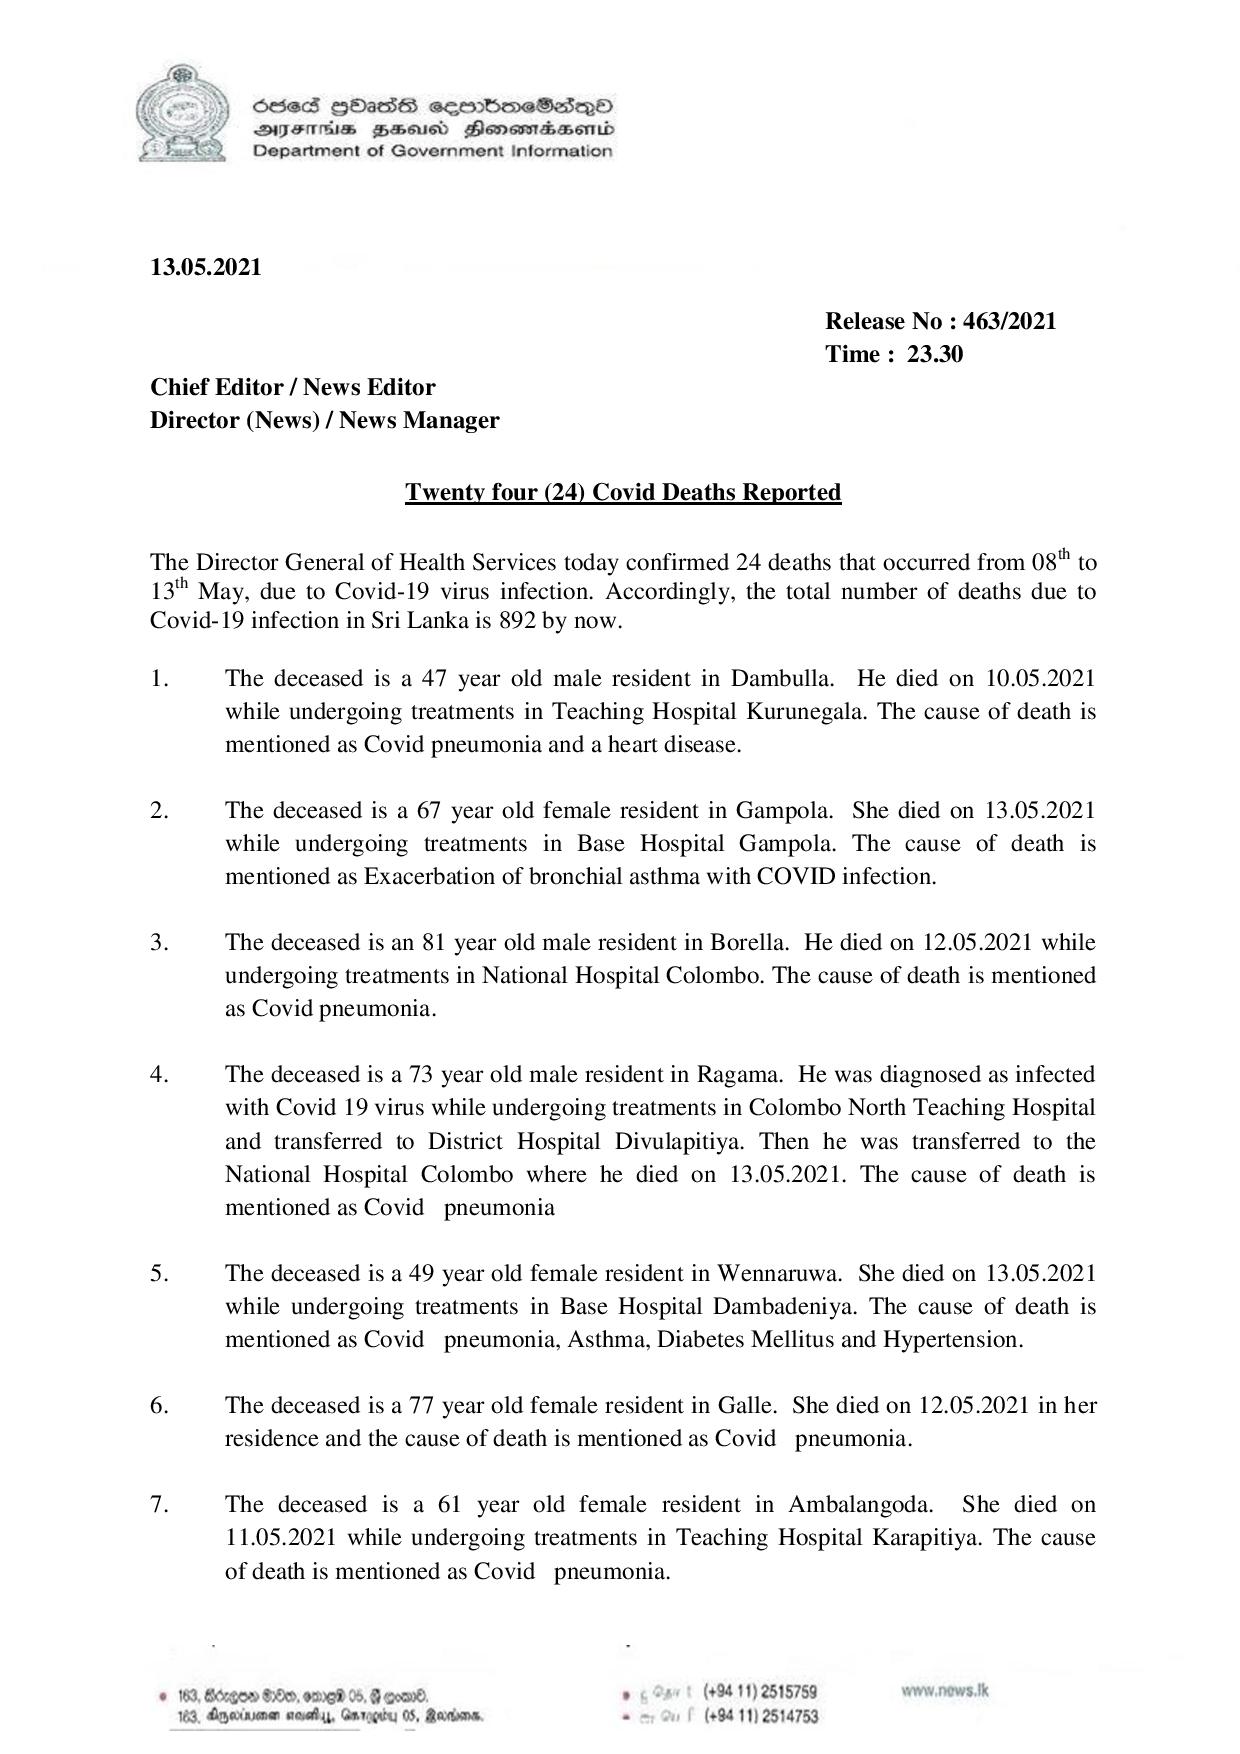 රජයේ ප්‍රවෘත්ති දෙපාර්තමේන්තුව
அரசாங்க தகவல் திணைக்களம்
Department of Government Information
13.05.2021
Release No : 463/2021
Time :  23.30
Chief Editor / News Editor
Director (News) / News Manager
Twenty four (24) Covid Deaths Reported
The Director General of Health Services today confirmed 24 deaths that occurred from 08th to
13th May, due to Covid-19 virus infection. Accordingly, the total number of deaths due to
Covid-19 infection in Sri Lanka is 892 by now.
1. The deceased is a 47 year old male resident in Dambulla.  He died on 10.05.2021
while undergoing treatments in Teaching Hospital Kurunegala. The cause of death is
mentioned as Covid pneumonia and a heart disease.
2. The deceased is a 67 year old female resident in Gampola.  She died on 13.05.2021
while undergoing treatments in Base Hospital Gampola. The cause of death is
mentioned as Exacerbation of bronchial asthma with COVID infection.
3. The deceased is an 81 year old male resident in Borella.  He died on 12.05.2021 while
undergoing treatments in National Hospital Colombo. The cause of death is mentioned
as Covid pneumonia.
4. The deceased is a 73 year old male resident in Ragama.  He was diagnosed as infected
with Covid 19 virus while undergoing treatments in Colombo North Teaching Hospital
and transferred to District Hospital Divulapitiya. Then he was transferred to the
National Hospital Colombo where he died on 13.05.2021. The cause of death is
mentioned as Covid   pneumonia
5. The deceased is a 49 year old female resident in Wennaruwa.  She died on 13.05.2021
while undergoing treatments in Base Hospital Dambadeniya. The cause of death is
mentioned as Covid   pneumonia, Asthma, Diabetes Mellitus and Hypertension.
6. The deceased is a 77 year old female resident in Galle.  She died on 12.05.2021 in her
residence and the cause of death is mentioned as Covid   pneumonia.
7. The deceased is a 61 year old female resident in Ambalangoda.  She died on
11.05.2021 while undergoing treatments in Teaching Hospital Karapitiya. The cause
of death is mentioned as Covid   pneumonia.
163, කිරුළපන මාවත, කොළඹ 05, ශ්‍රී ලංකාව.
163, கிருலப்பனை எவனியூ, கொழும்பு 05, இலங்கை.
(+94 11) 2515759
(+94 11) 2514753
www.news.lk